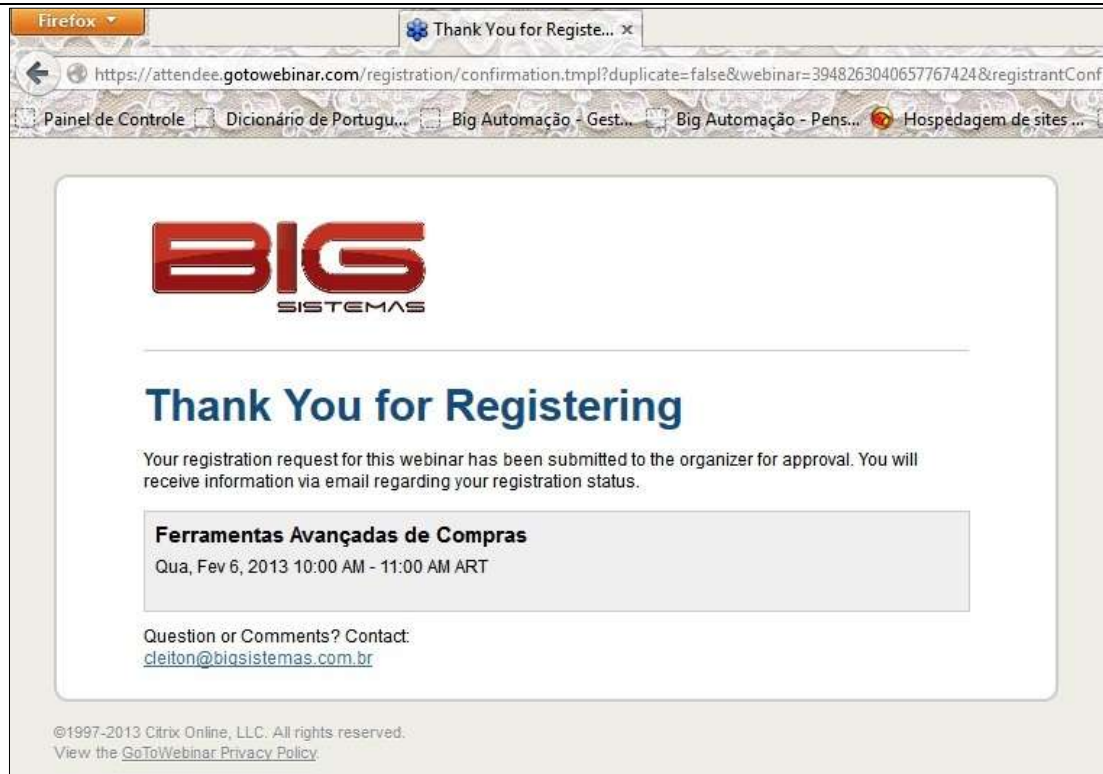 Firefox
Thank You for Registe... ×
https://attendee.gotowebinar.com/registration/confirmation.tmpl?duplicate=false&webinar=3948263040657767424&registrantConf
Painel de Controle Dicionário de Portugu... Big Automação - Gest... Big Automação - Pens... Hospedagem de sites ...
BIG
SISTEMAS
Thank You for Registering
Your registration request for this webinar has been submitted to the organizer for approval. You will
receive information via email regarding your registration status.
Ferramentas Avançadas de Compras
Qua, Fev 6, 2013 10:00 AM - 11:00 AM ART
Question or Comments? Contact:
cleiton@bigsistemas.com.br
©1997-2013 Citrix Online, LLC. All rights reserved.
View the GoToWebinar Privacy Policy.